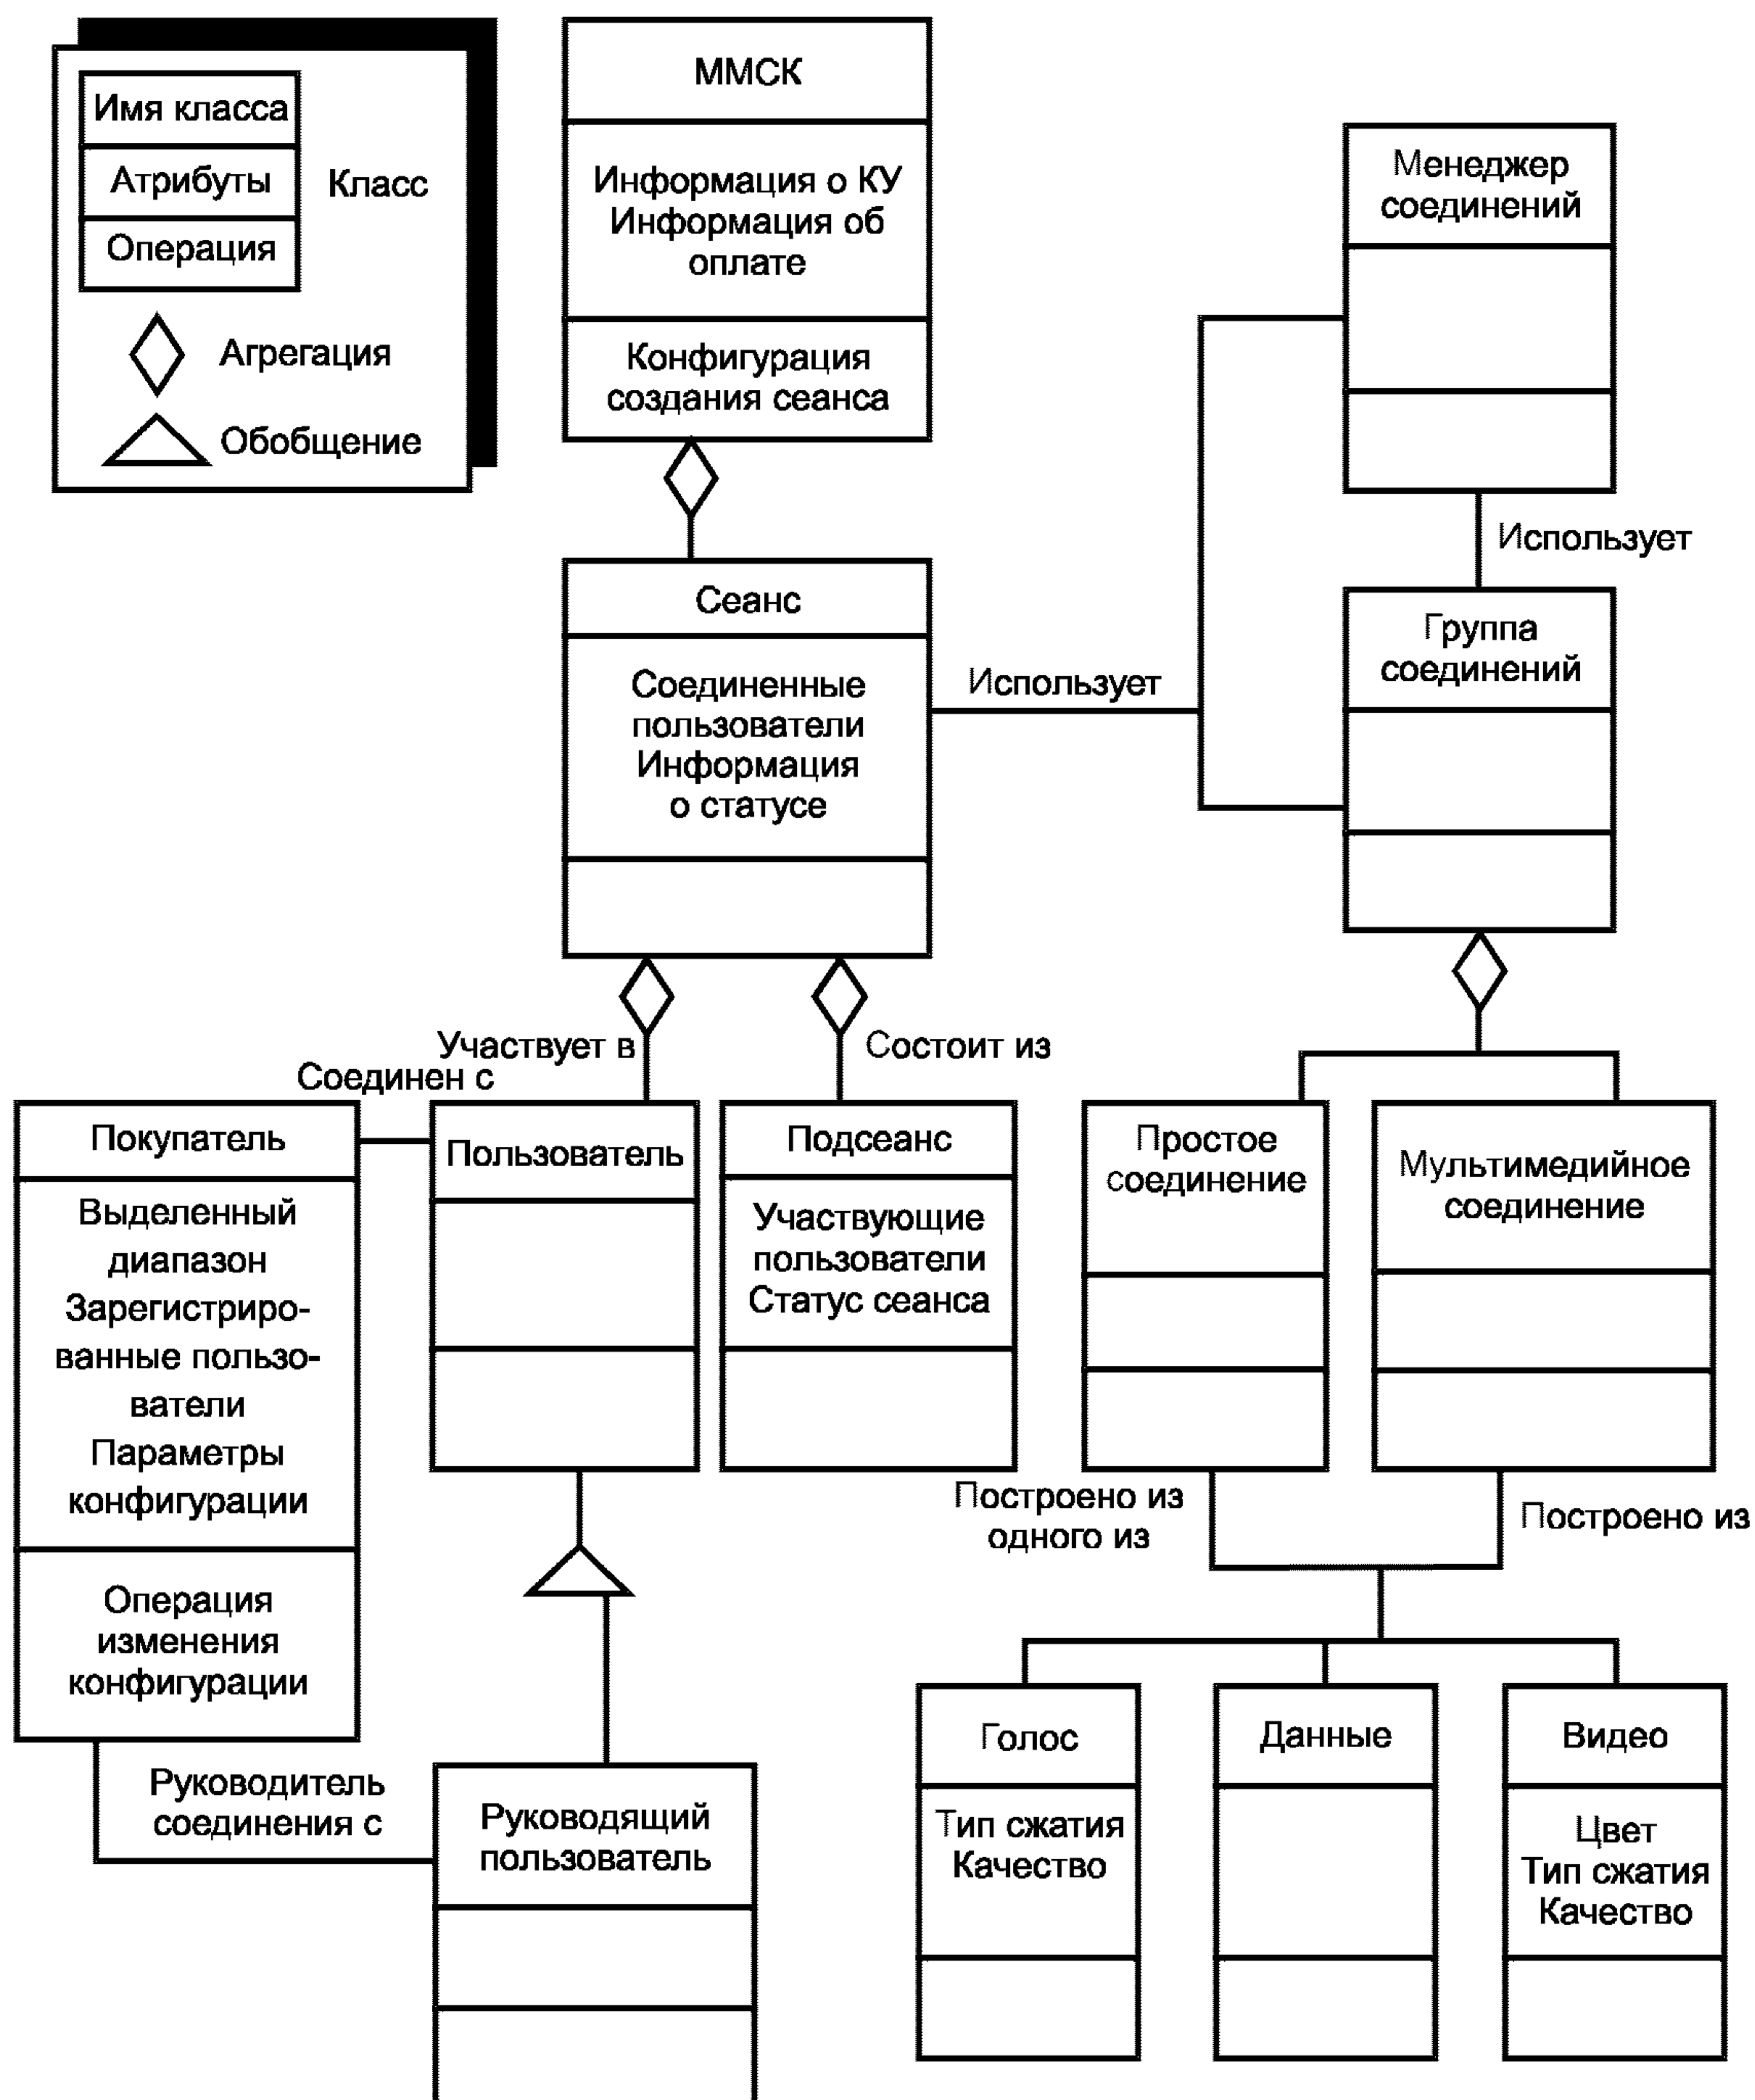 Имя класса
Атрибуты
Операция
Класс
Агрегация
Обобщение
ММСК
Информация о КУ
Информация об
оплате
Конфигурация
создания сеанса
Менеджер
соединений
Использует
Группа
соединений
Сеанс
Соединенные
пользователи
Информация
о статусе
Использует
Участвует в
Состоит из
Соединен с
Покупатель
Выделенный
диапазон
Зарегистриро-
ванные пользо-
ватели
Параметры
конфигурации
Операция
изменения
конфигурации
Пользователь
Подсеанс
Участвующие
пользователи
Статус сеанса
Простое
соединение
Мультимедийное
соединение
Построено из
одного из
Построено из
Руководитель
соединения с
Руководящий
пользователь
Голос
Тип сжатия
Качество
Данные
Видео
Цвет
Тип сжатия
Качество